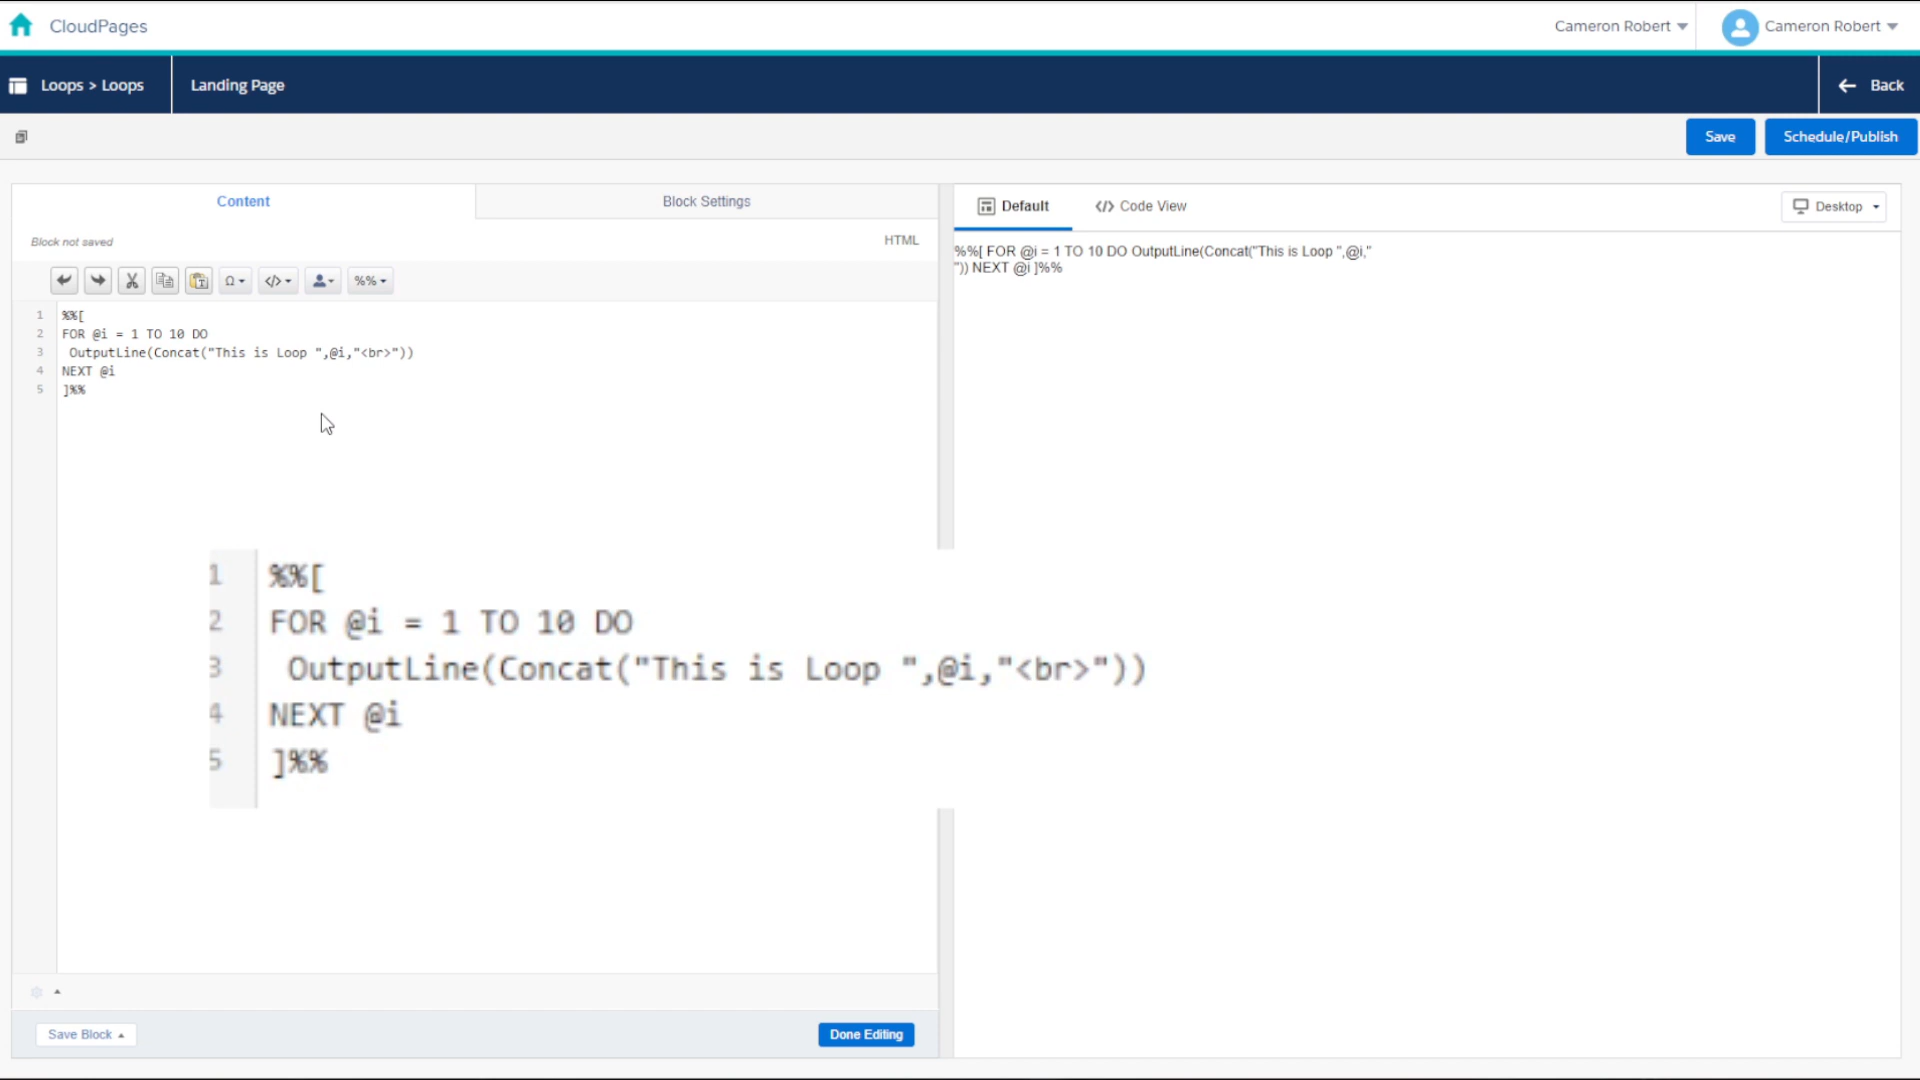 CloudPages
Cameron Robert
Cameron Robert
Loops > Loops
Landing Page
Back
Save
Schedule/Publish
Content
Block Settings
Default
</> Code View
Desktop
Block not saved
HTML
Ω
</>
%%
1 %%[
2 FOR @i = 1 TO 10 DO
3 OutputLine(Concat("This is Loop ",@i,"<br>"))
4 NEXT @i
5 ]%%
%%[ FOR @i = 1 TO 10 DO OutputLine(Concat("This is Loop ",@i,"
")) NEXT @i ]%%
1 %%[
2 FOR @i = 1 TO 10 DO
3 OutputLine(Concat("This is Loop ",@i,"<br>"))
4 NEXT @i
5 ]%%
Save Block
Done Editing